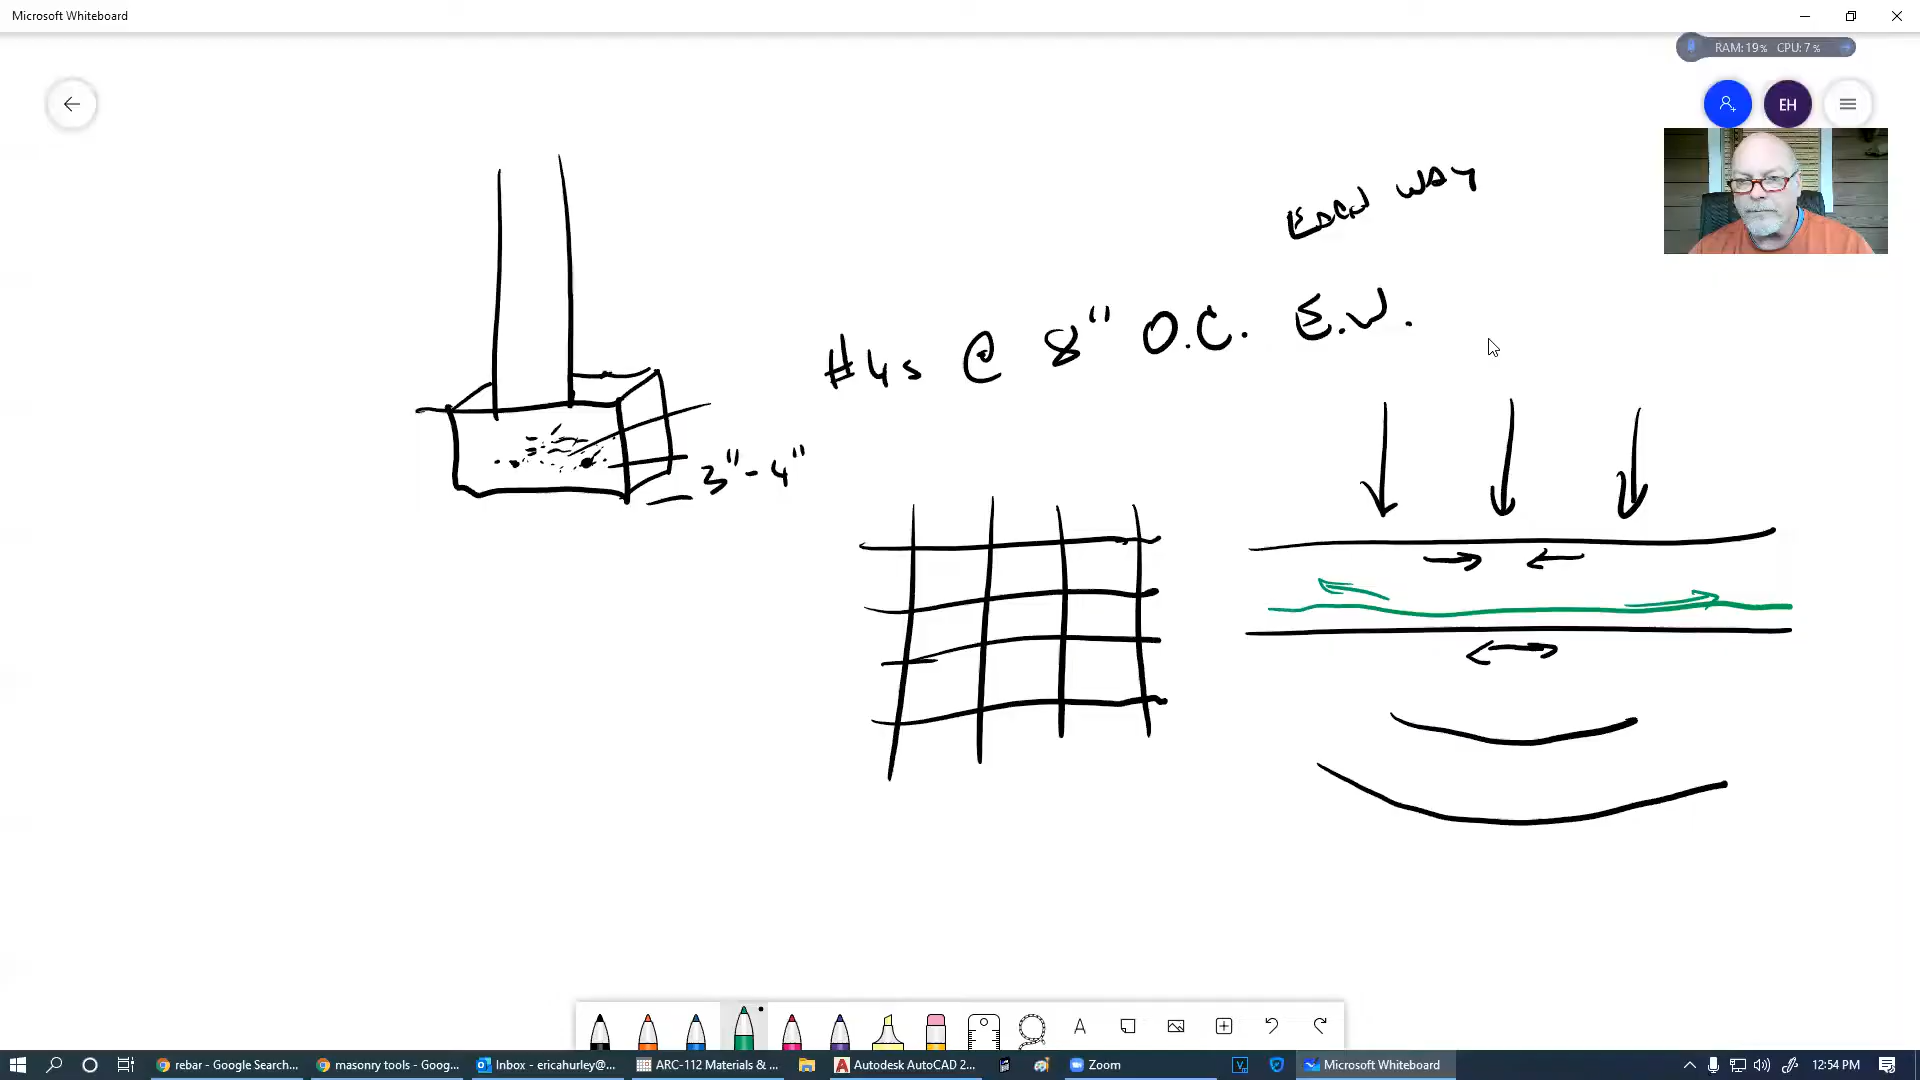 Microsoft Whiteboard
RAM: 19% CPU: 7%
EH
EACH WAY
#4s @ 8" O.C. E.W.
3"-4"
A
rebar - Google Search...
masonry tools - Goog...
Inbox - ericahurley@...
ARC-112 Materials & ...
Autodesk AutoCAD 2...
Zoom
Microsoft Whiteboard
12:54 PM